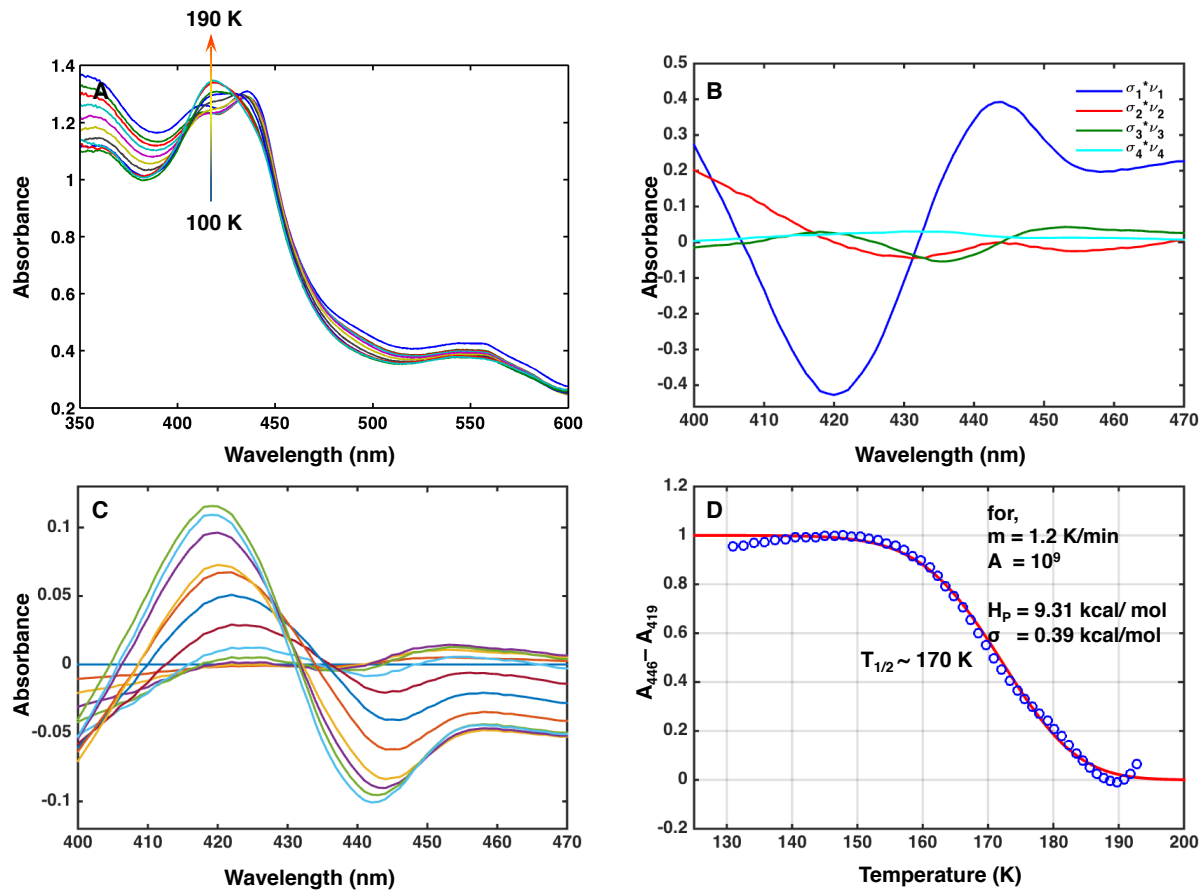 190 K
A
100 K
1.4
1.2
1
0.8
0.6
0.4
0.2
350
400
450
500
550
600
Absorbance
Wavelength (nm)
B
σ1*ν1
σ2*ν2
σ3*ν3
σ4*ν4
0.5
0.4
0.3
0.2
0.1
0
-0.1
-0.2
-0.3
-0.4
400
410
420
430
440
450
460
470
Absorbance
Wavelength (nm)
C
0.1
0.05
0
-0.05
-0.1
400
410
420
430
440
450
460
470
Absorbance
Wavelength (nm)
D
for,
m = 1.2 K/min
A = 10⁹
HP = 9.31 kcal/ mol
σ = 0.39 kcal/mol
T1/2 ~ 170 K
1.2
1
0.8
0.6
0.4
0.2
0
-0.2
130
140
150
160
170
180
190
200
A446– A419
Temperature (K)